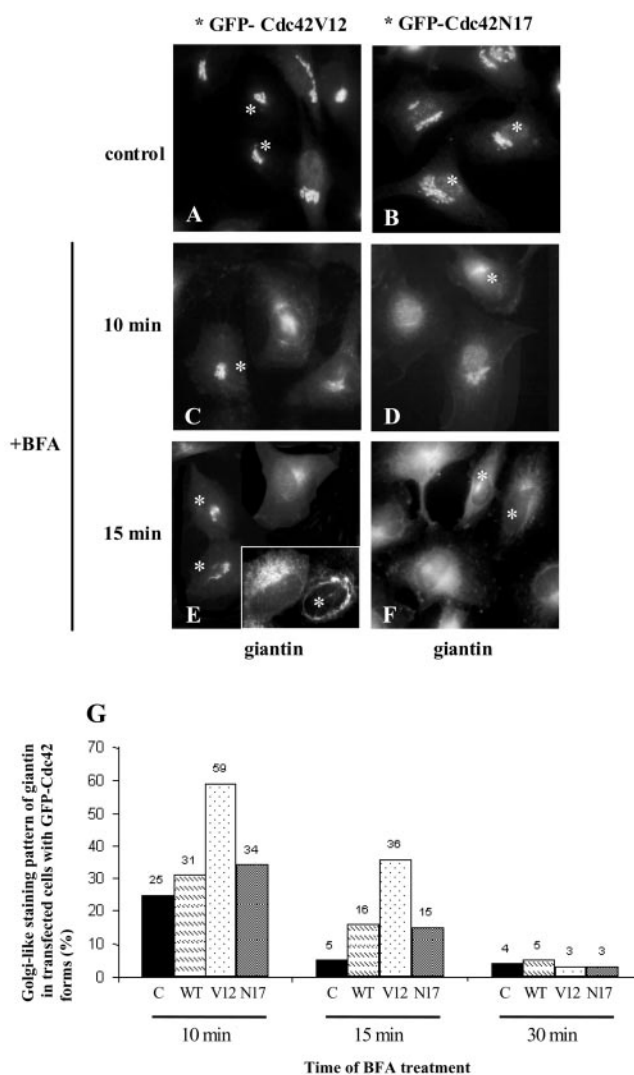 * GFP- Cdc42V12 * GFP-Cdc42N17
control
* * A
* * B
+BFA
10 min
* C
* D
15 min
* * * E
* * F
giantin giantin
G
Golgi-like staining pattern of giantin
in transfected cells with GFP-Cdc42
forms (%)
70
60
50
40
30
20
10
0
25 31 59 34
5 16 36 15
4 5 3 3
C WT V12 N17 C WT V12 N17 C WT V12 N17
10 min 15 min 30 min
Time of BFA treatment